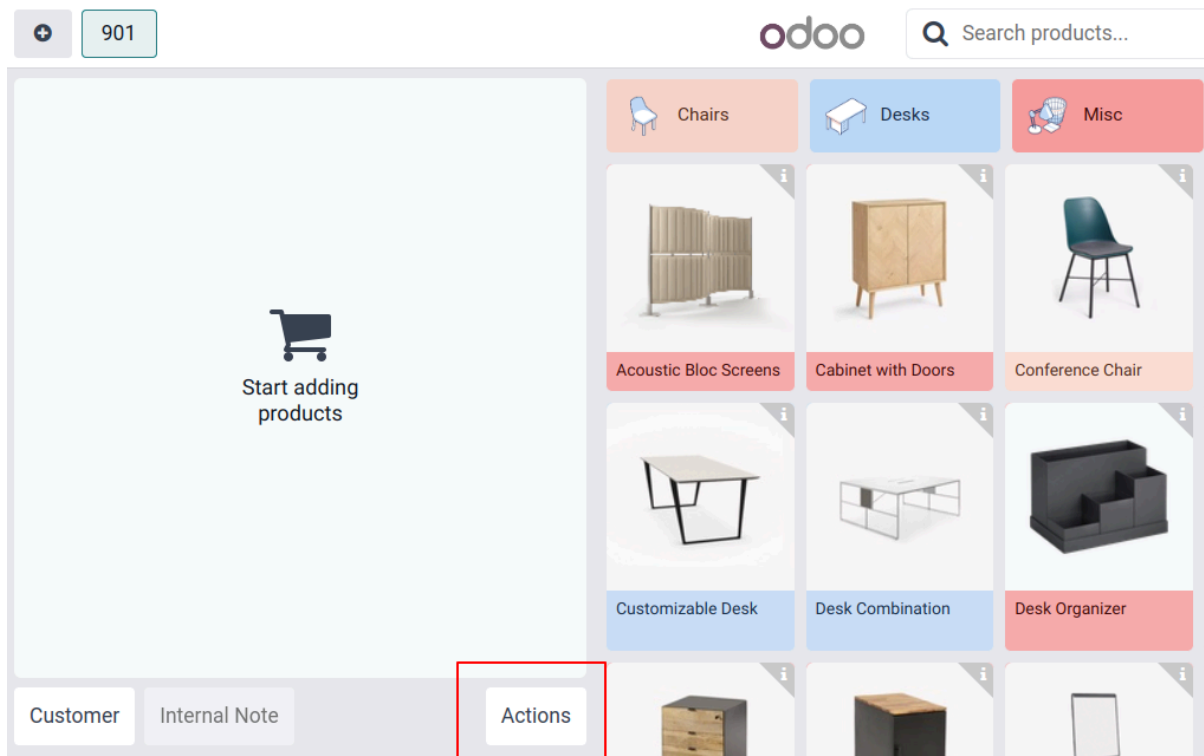 901
odoo
Search products...
Chairs
Desks
Misc
Acoustic Bloc Screens
Cabinet with Doors
Conference Chair
Start adding
products
Customizable Desk
Desk Combination
Desk Organizer
Customer
Internal Note
Actions